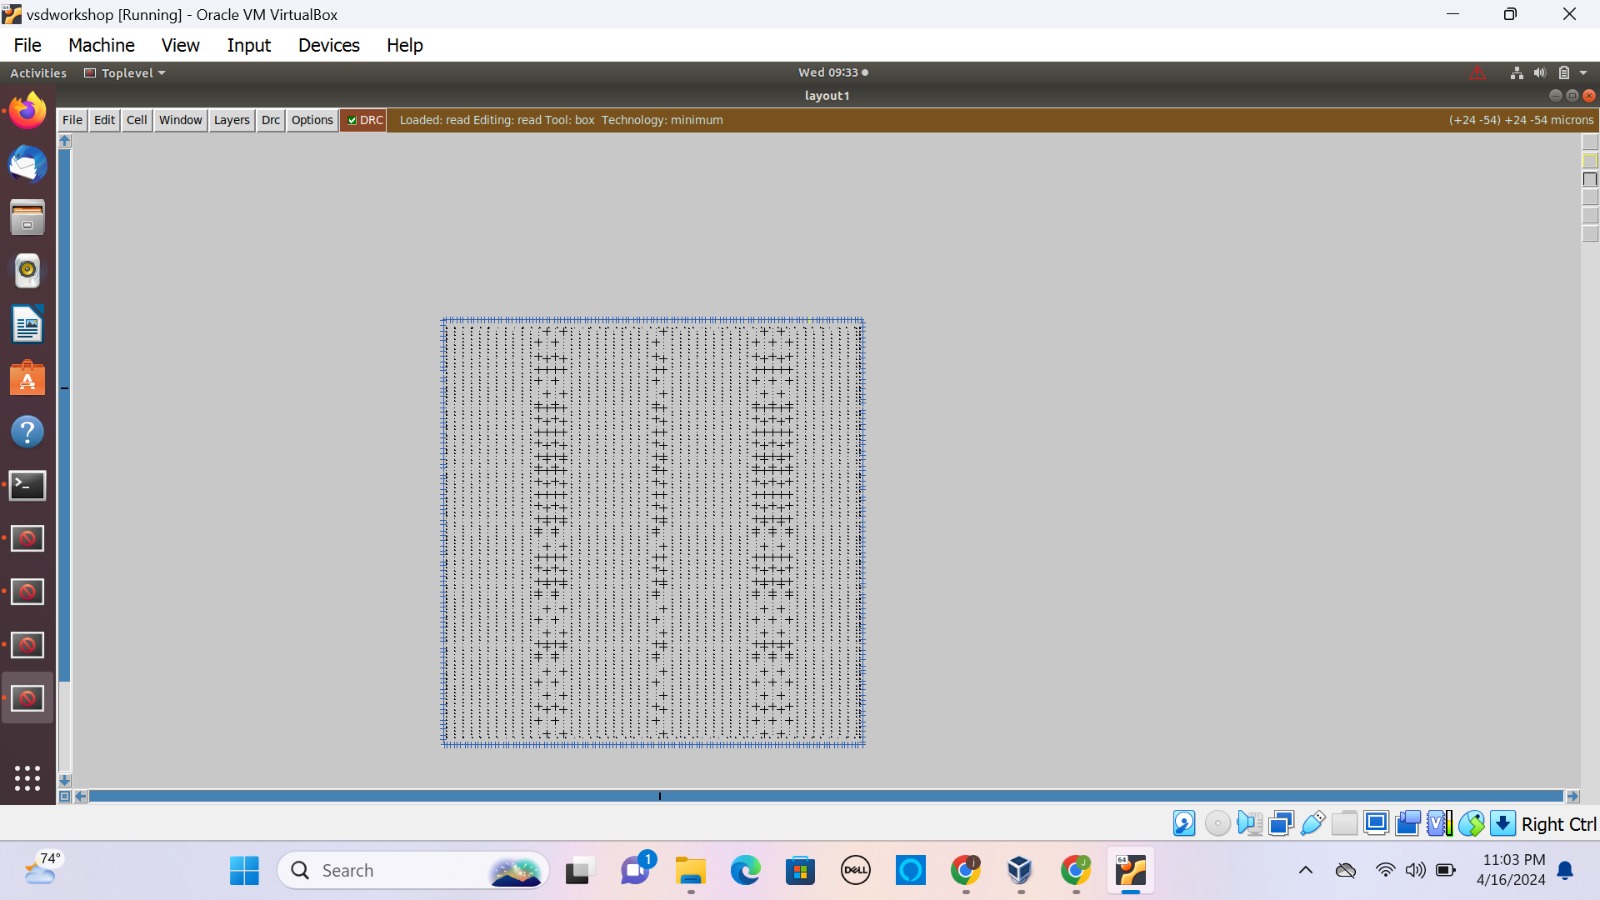 vsdworkshop [Running] - Oracle VM VirtualBox
File Machine View Input Devices Help
Activities Toplevel Wed 09:33
layout1
File Edit Cell Window Layers Drc Options DRC Loaded: read Editing: read Tool: box Technology: minimum (+24 -54) +24 -54 microns
Right Ctrl
74° Search 1 DELL 64 11:03 PM
4/16/2024